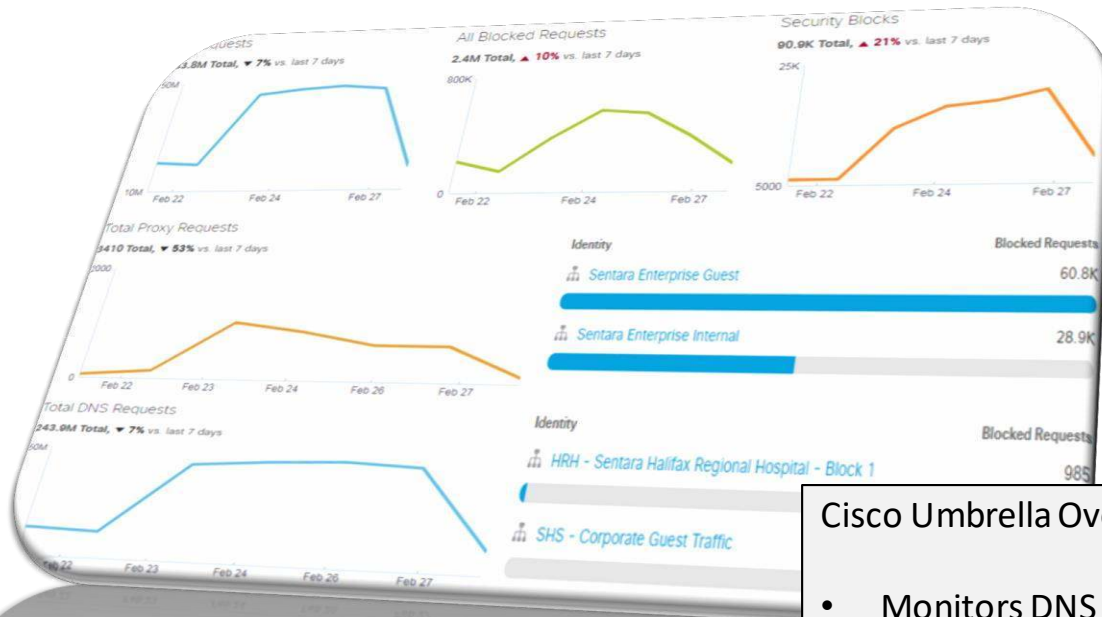 All Blocked Requests
2.4M Total, ▲ 10% vs. last 7 days
800K
0
Feb 22
Feb 24
Feb 27
Security Blocks
90.9K Total, ▲ 21% vs. last 7 days
25K
5000
Feb 22
Feb 24
Feb 27
3.8M Total, ▼ 7% vs. last 7 days
50M
10M
Feb 22
Feb 24
Feb 27
Total Proxy Requests
3410 Total, ▼ 53% vs. last 7 days
2000
0
Feb 22
Feb 23
Feb 24
Feb 26
Feb 27
Identity
Blocked Requests
Sentara Enterprise Guest
60.8K
Sentara Enterprise Internal
28.9K
Total DNS Requests
243.9M Total, ▼ 7% vs. last 7 days
Feb 23
Feb 24
Feb 26
Feb 27
Identity
Blocked Requests
HRH - Sentara Halifax Regional Hospital - Block 1
985
SHS - Corporate Guest Traffic
Cisco Umbrella
• Monitors DNS